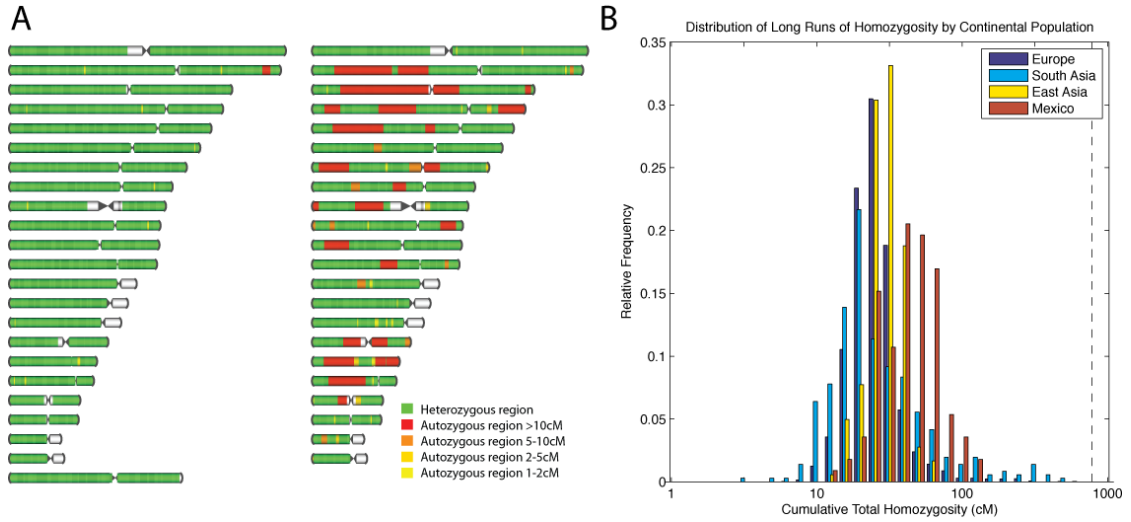 A
Heterozygous region
Autozygous region >10cM
Autozygous region 5-10cM
Autozygous region 2-5cM
Autozygous region 1-2cM
B
Distribution of Long Runs of Homozygosity by Continental Population
0.35
0.3
0.25
0.2
0.15
0.1
0.05
0
Relative Frequency
Europe
South Asia
East Asia
Mexico
1
10
100
1000
Cumulative Total Homozygosity (cM)